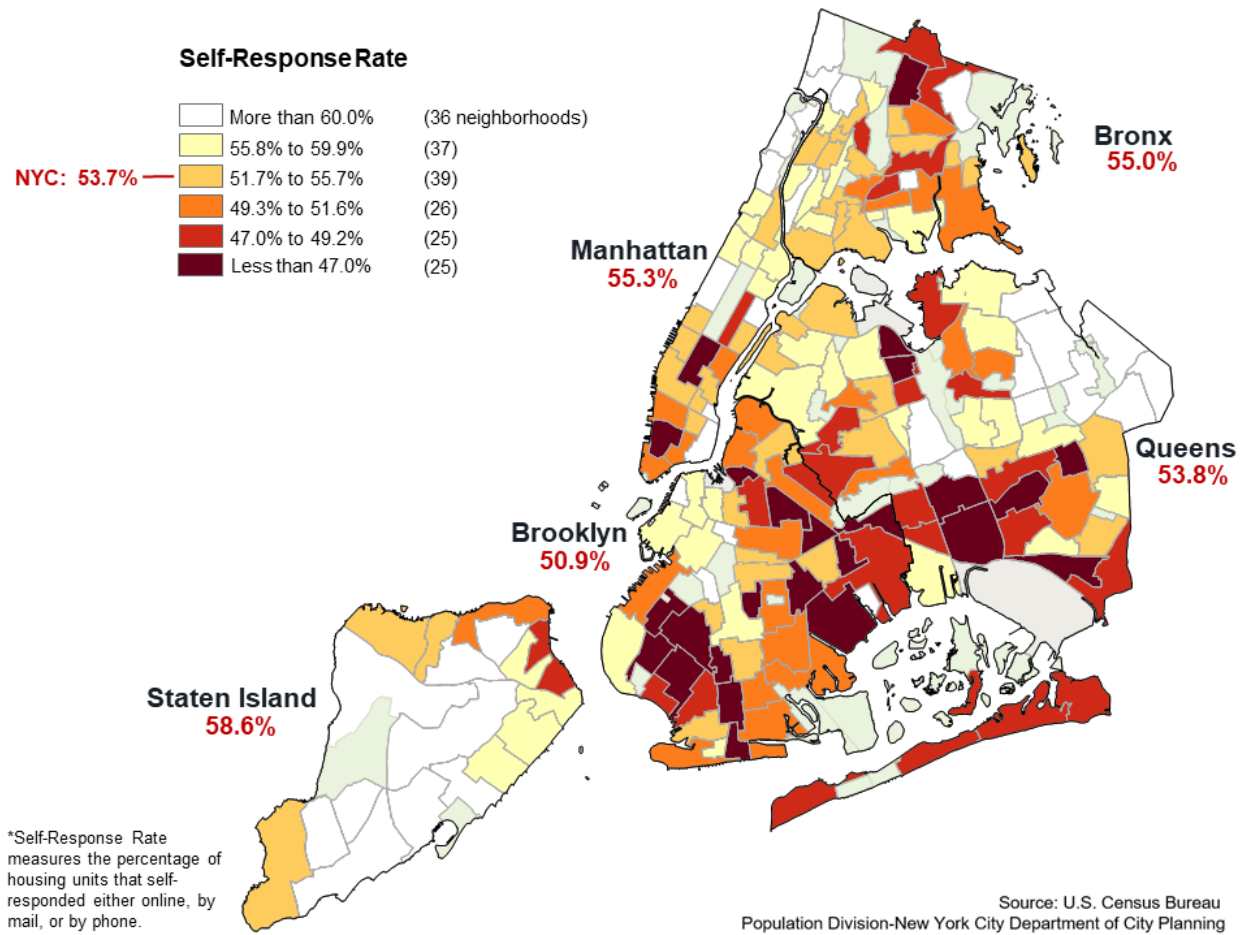 Self-Response Rate
More than 60.0% (36 neighborhoods)
55.8% to 59.9% (37)
NYC: 53.7% 51.7% to 55.7% (39)
49.3% to 51.6% (26)
47.0% to 49.2% (25)
Less than 47.0% (25)
Bronx
55.0%
Manhattan
55.3%
Queens
53.8%
Brooklyn
50.9%
Staten Island
58.6%
*Self-Response Rate
measures the percentage of
housing units that self-
responded either online, by
mail, or by phone.
Source: U.S. Census Bureau
Population Division-New York City Department of City Planning